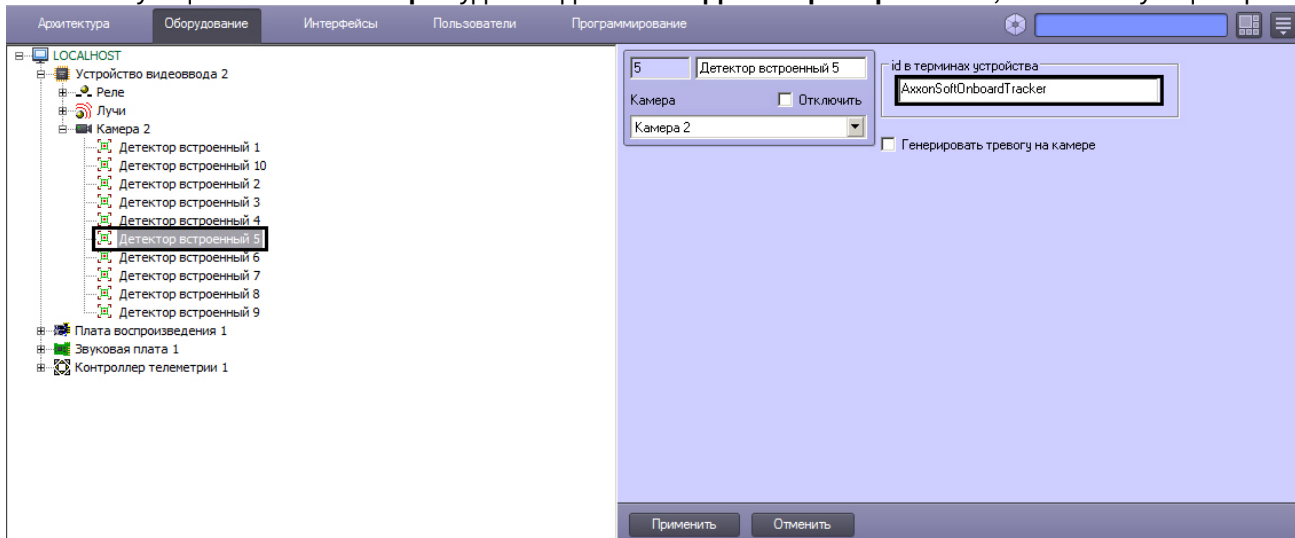 Архитектура Оборудование Интерфейсы Пользователи Программирование
LOCALHOST
Устройство видеоввода 2
Реле
Лучи
Камера 2
Детектор встроенный 1
Детектор встроенный 10
Детектор встроенный 2
Детектор встроенный 3
Детектор встроенный 4
Детектор встроенный 5
Детектор встроенный 6
Детектор встроенный 7
Детектор встроенный 8
Детектор встроенный 9
Плата воспроизведения 1
Звуковая плата 1
Контроллер телеметрии 1
5 Детектор встроенный 5
Камера Отключить
Камера 2
id в терминах устройства
AxxonSoftOnboardTracker
Генерировать тревогу на камере
Применить Отменить